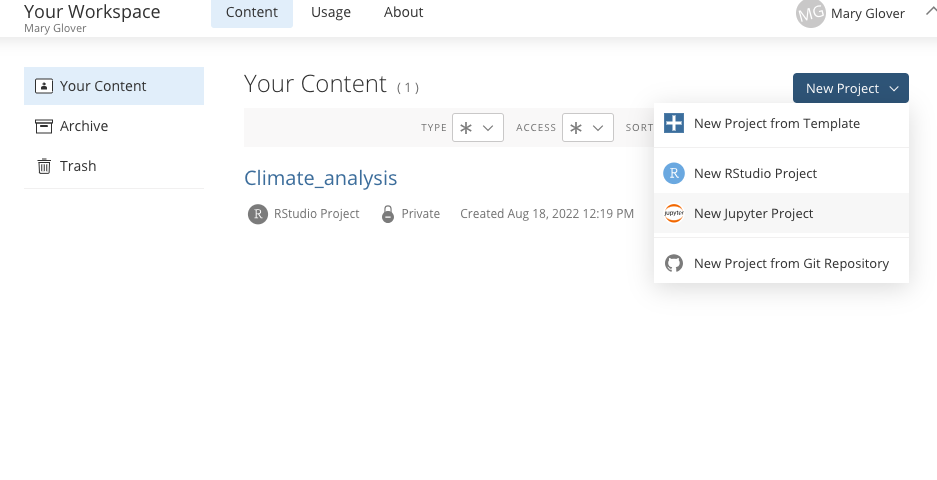 Your Workspace
Mary Glover
Content Usage About
MG Mary Glover
Your Content
Archive
Trash
Your Content (1)
New Project
TYPE * ACCESS * SORT
New Project from Template
R New RStudio Project
jupyter New Jupyter Project
New Project from Git Repository
Climate_analysis
R RStudio Project Private Created Aug 18, 2022 12:19 PM